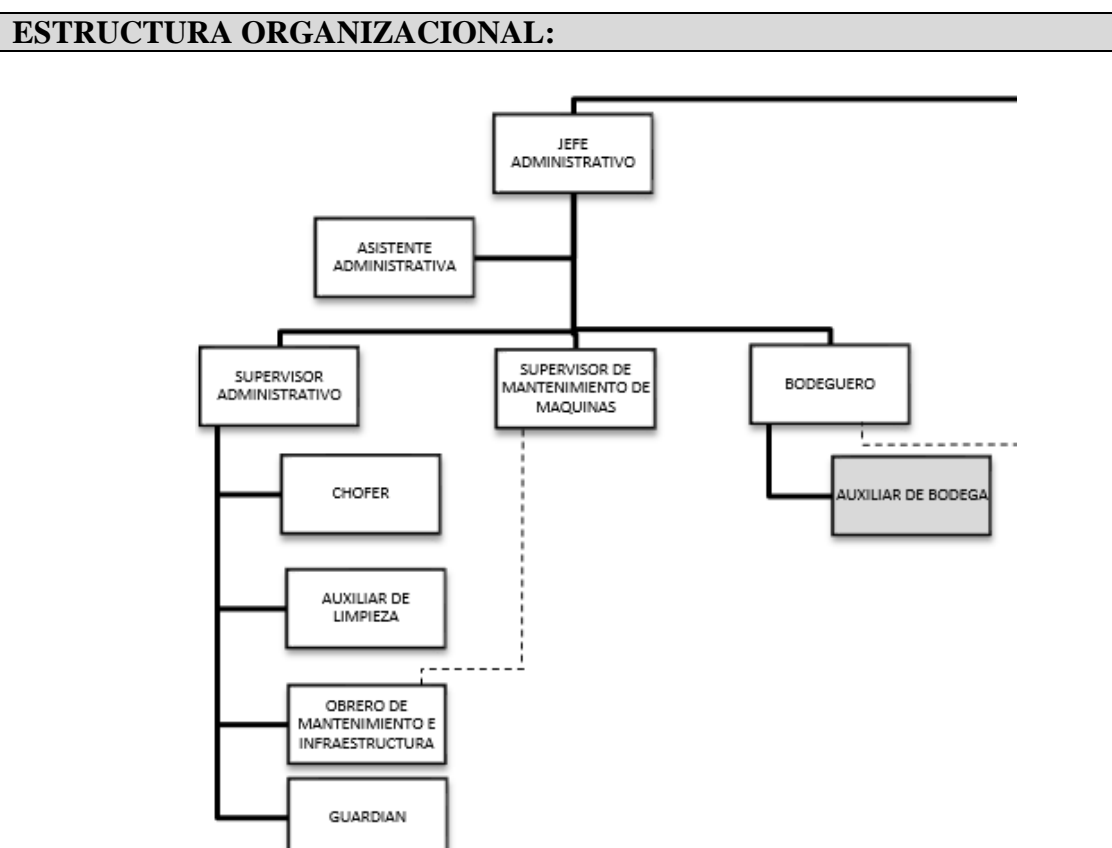 ESTRUCTURA ORGANIZACIONAL:
JEFE
ADMINISTRATIVO
ASISTENTE
ADMINISTRATIVA
SUPERVISOR
ADMINISTRATIVO
SUPERVISOR DE
MANTENIMIENTO DE
MAQUINAS
BODEGUERO
CHOFER
AUXILIAR DE BODEGA
AUXILIAR DE
LIMPIEZA
OBRERO DE
MANTENIMIENTO E
INFRAESTRUCTURA
GUARDIAN